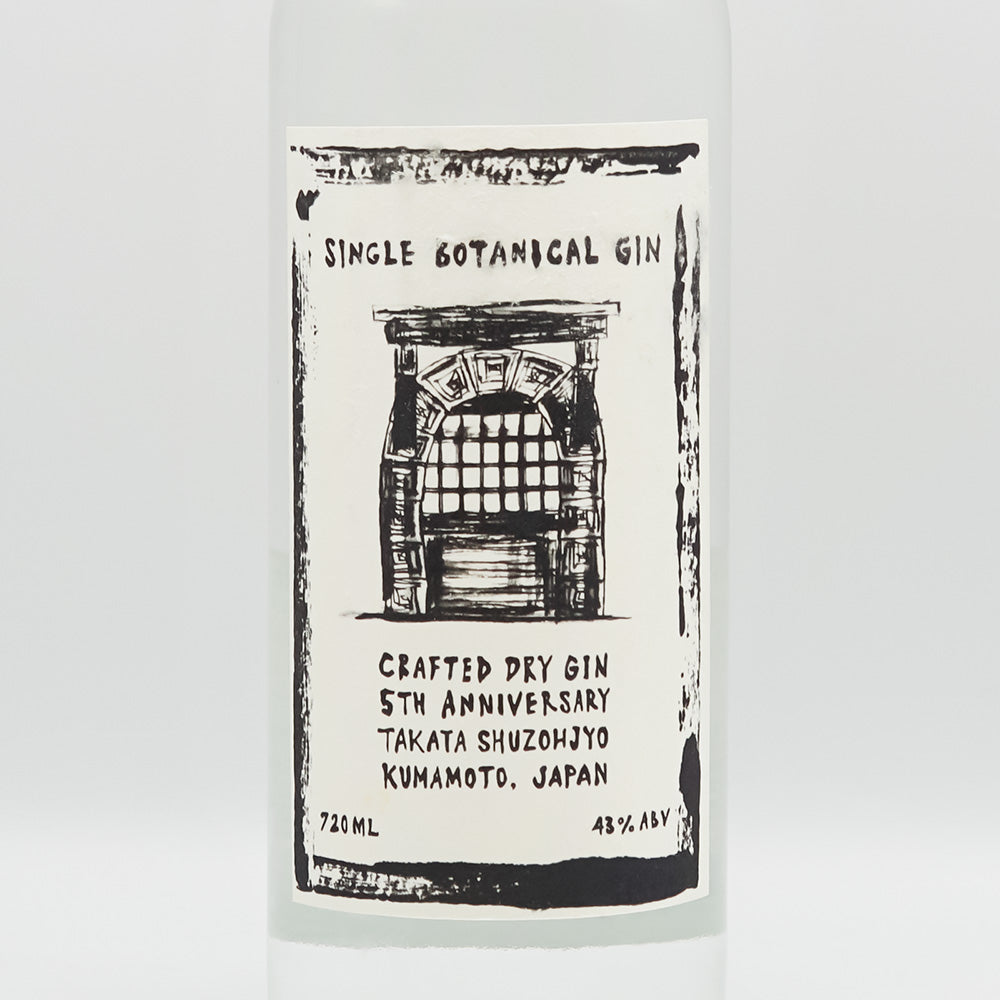 SINGLE BOTANICAL GIN
CRAFTED DRY GIN
5TH ANNIVERSARY
TAKATA SHUZOHJYO
KUMAMOTO, JAPAN
720ML
43% ABV